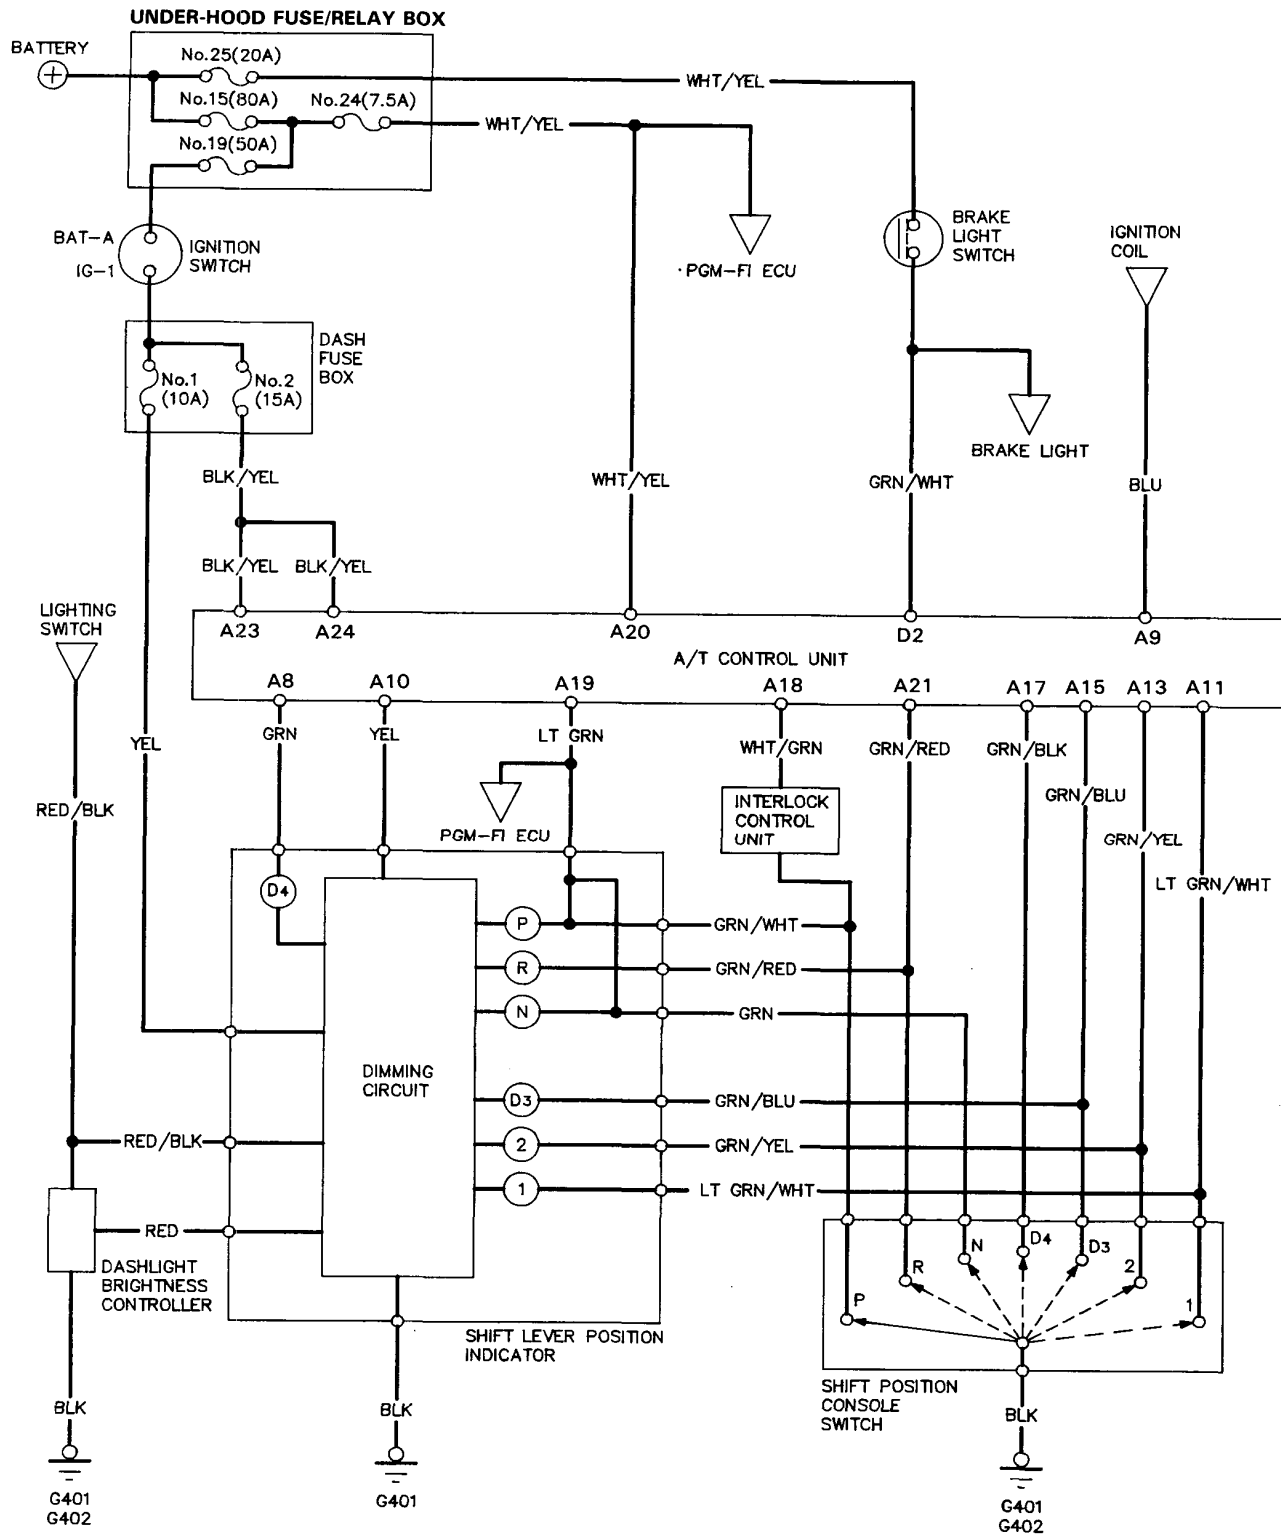 UNDER-HOOD FUSE/RELAY BOX
BATTERY
No.25(20A)
WHT/YEL
No.15(80A)
No.24(7.5A)
WHT/YEL
No.19(50A)
BAT-A
IG-1
IGNITION
SWITCH
PGM-FI ECU
BRAKE
LIGHT
SWITCH
IGNITION
COIL
DASH
FUSE
BOX
No.1
(10A)
No.2
(15A)
BRAKE LIGHT
BLK/YEL
WHT/YEL
GRN/WHT
BLU
BLK/YEL
BLK/YEL
LIGHTING
SWITCH
A23
A24
A20
D2
A9
A/T CONTROL UNIT
A8
A10
A19
A18
A21
A17
A15
A13
A11
YEL
GRN
YEL
LT GRN
WHT/GRN
GRN/RED
GRN/BLK
RED/BLK
GRN/BLU
INTERLOCK
CONTROL
UNIT
PGM-FI ECU
GRN/YEL
LT GRN/WHT
D4
P
GRN/WHT
R
GRN/RED
N
GRN
DIMMING
CIRCUIT
D3
GRN/BLU
RED/BLK
2
GRN/YEL
1
LT GRN/WHT
RED
DASHLIGHT
BRIGHTNESS
CONTROLLER
P
R
N
D4
D3
2
1
SHIFT LEVER POSITION
INDICATOR
SHIFT POSITION
CONSOLE
SWITCH
BLK
BLK
BLK
G401
G402
G401
G401
G402